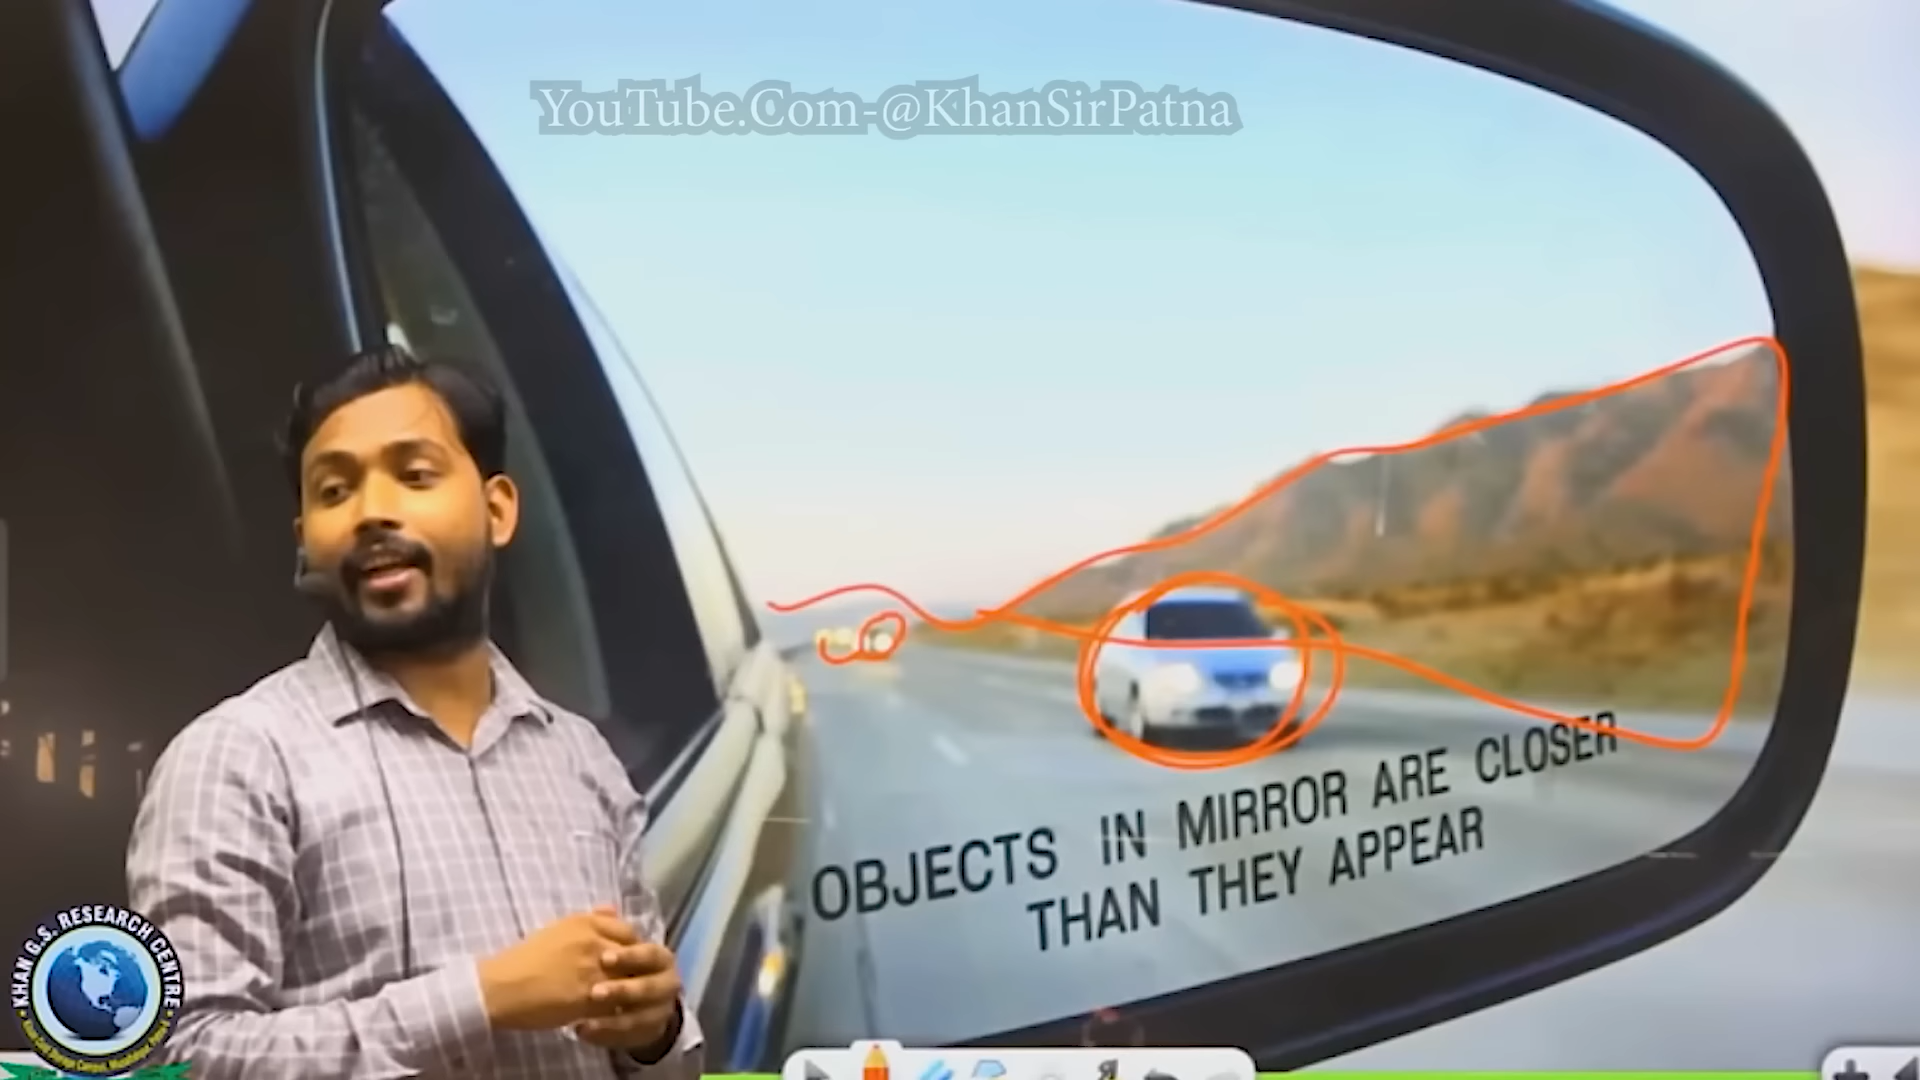 YouTube.Com-@KhanSirPatna
OBJECTS IN MIRROR ARE CLOSER
THAN THEY APPEAR
KHAN G.S. RESEARCH CENTRE